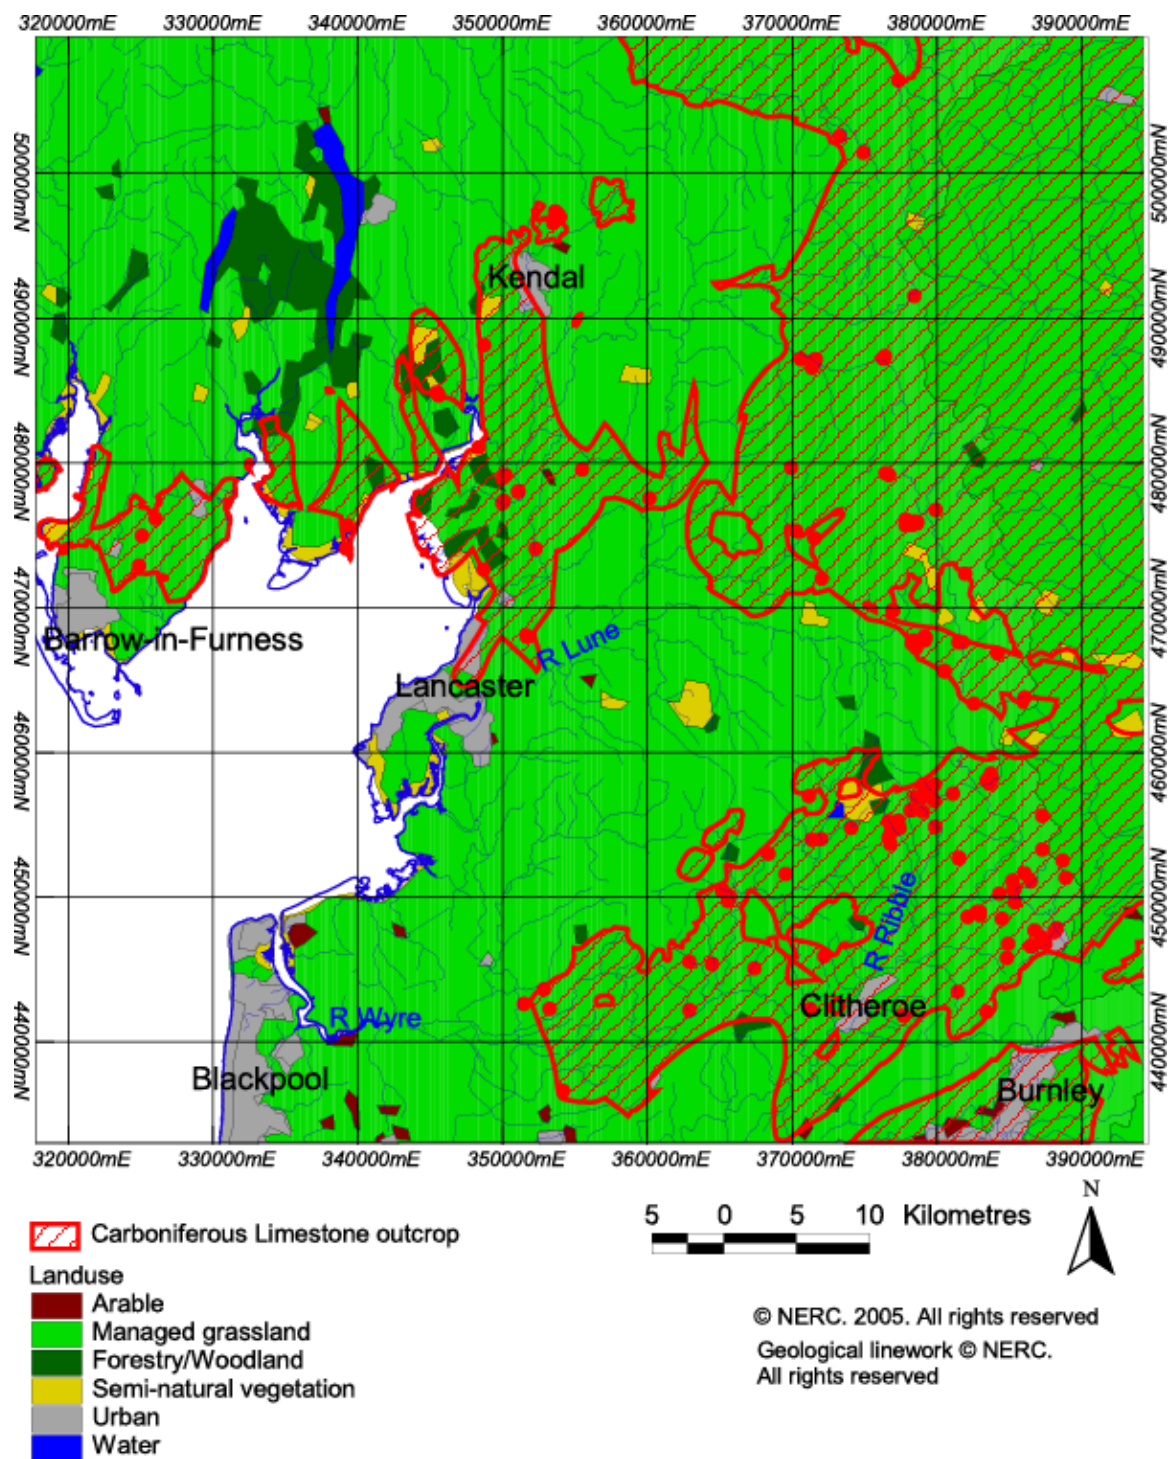 320000mE 330000mE 340000mE 350000mE 360000mE 370000mE 380000mE 390000mE
500000mN 500000mN
Kendal
490000mN 490000mN
480000mN 480000mN
470000mN 470000mN
Barrow-in-Furness
R Lune
Lancaster
460000mN 460000mN
450000mN 450000mN
R Ribble
Clitheroe
R Wyre
440000mN 440000mN
Blackpool
Burnley
320000mE 330000mE 340000mE 350000mE 360000mE 370000mE 380000mE 390000mE
N
5 0 5 10 Kilometres
Carboniferous Limestone outcrop
Landuse
Arable
Managed grassland
Forestry/Woodland
Semi-natural vegetation
Urban
Water
© NERC. 2005. All rights reserved
Geological linework © NERC.
All rights reserved